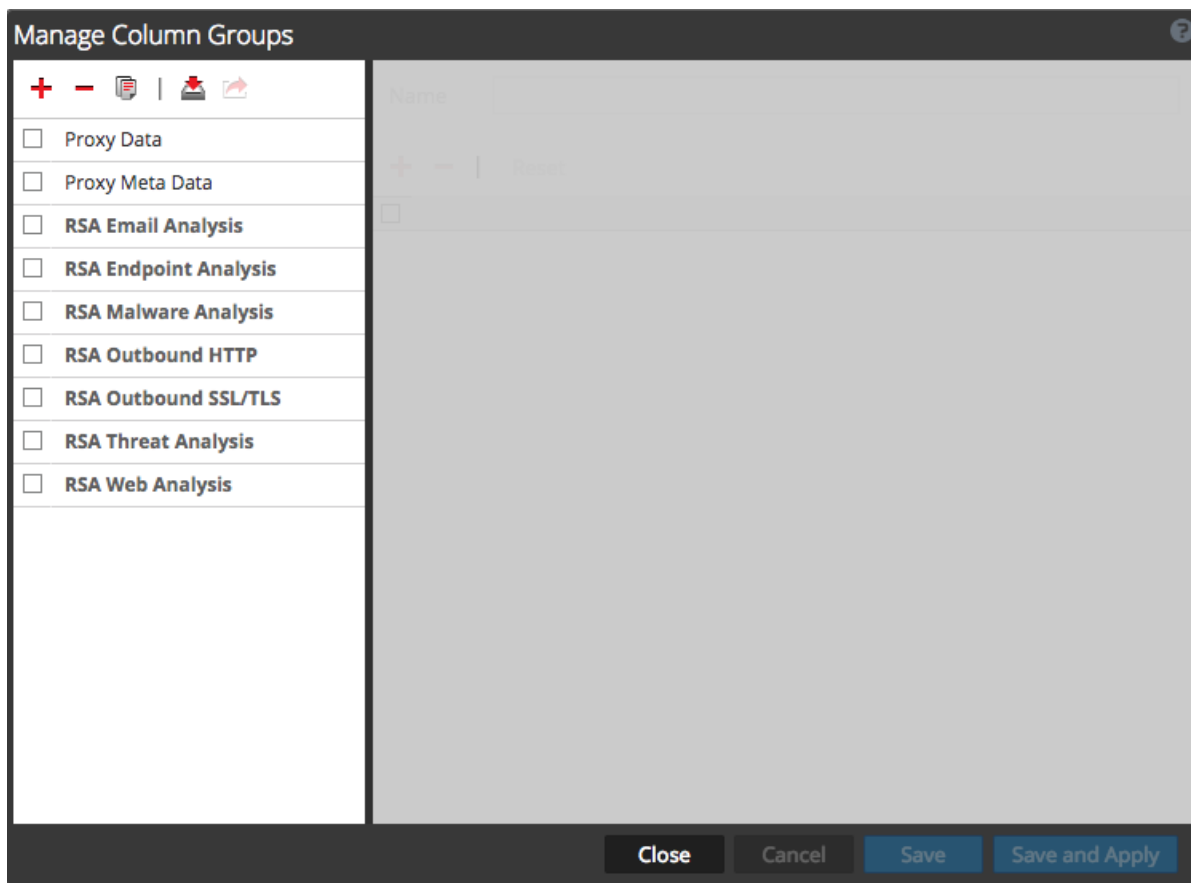 Manage Column Groups
?
Name
Proxy Data
Proxy Meta Data
Reset
RSA Email Analysis
RSA Endpoint Analysis
RSA Malware Analysis
RSA Outbound HTTP
RSA Outbound SSL/TLS
RSA Threat Analysis
RSA Web Analysis
Close Cancel Save Save and Apply